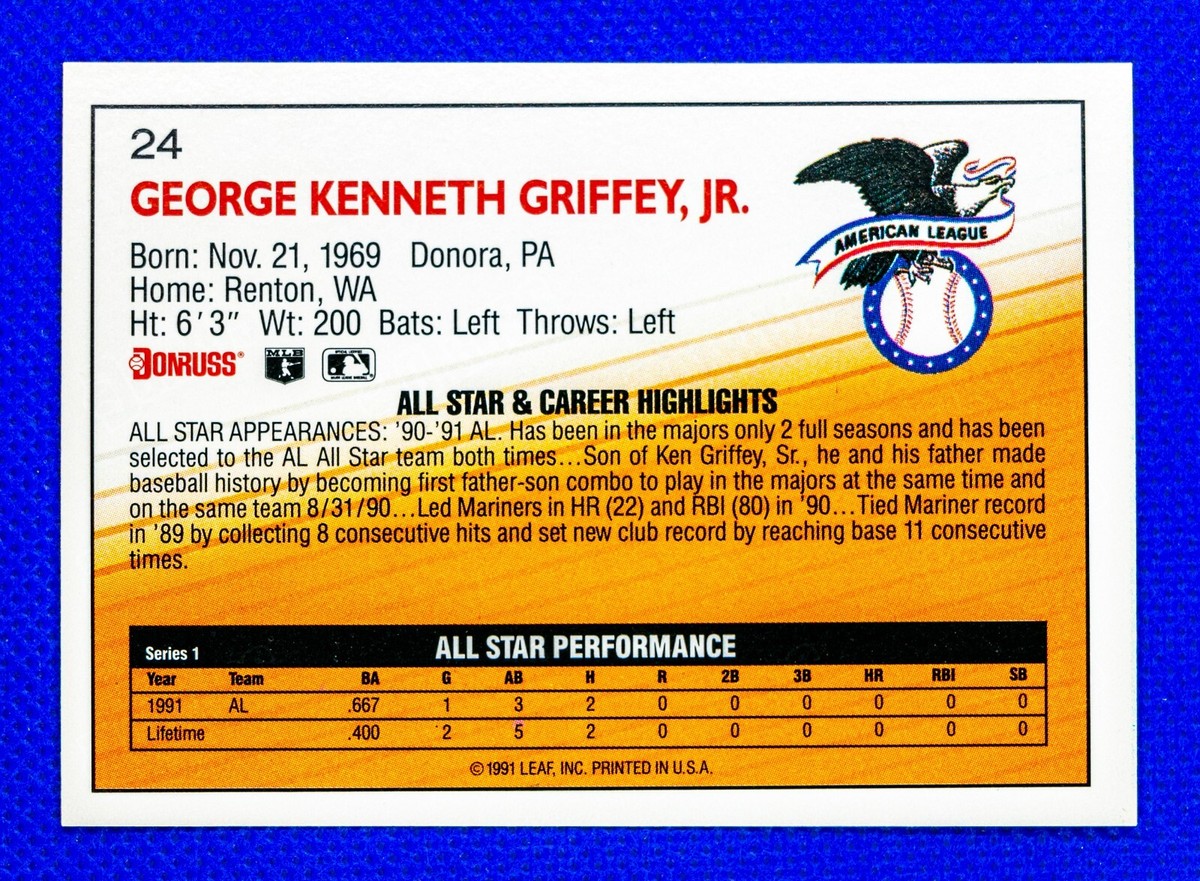 24
GEORGE KENNETH GRIFFEY, JR.
AMERICAN LEAGUE
Born: Nov. 21, 1969 Donora, PA
Home: Renton, WA
Ht: 6'3" Wt: 200 Bats: Left Throws: Left
DONRUSS® MLB
ALL STAR & CAREER HIGHLIGHTS
ALL STAR APPEARANCES: '90-'91 AL. Has been in the majors only 2 full seasons and has been
selected to the AL All Star team both times...Son of Ken Griffey, Sr., he and his father made
baseball history by becoming first father-son combo to play in the majors at the same time and
on the same team 8/31/90...Led Mariners in HR (22) and RBI (80) in '90...Tied Mariner record
in '89 by collecting 8 consecutive hits and set new club record by reaching base 11 consecutive
times.
Series 1 ALL STAR PERFORMANCE
Year Team BA G AB H R 2B 3B HR RBI SB
1991 AL .667 1 3 2 0 0 0 0 0 0
Lifetime .400 2 5 2 0 0 0 0 0 0
©1991 LEAF, INC. PRINTED IN U.S.A.